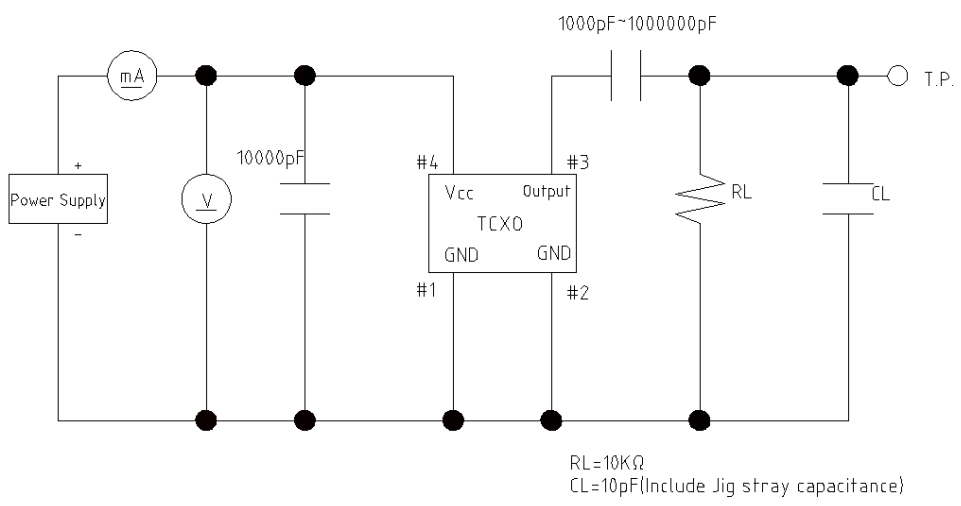 1000pF~1000000pF
mA
T.P.
10000pF
#4
#3
+
Power Supply
-
V
Vcc
Output
TCXO
GND
GND
RL
CL
#1
#2
RL=10KΩ
CL=10pF(Include Jig stray capacitance)